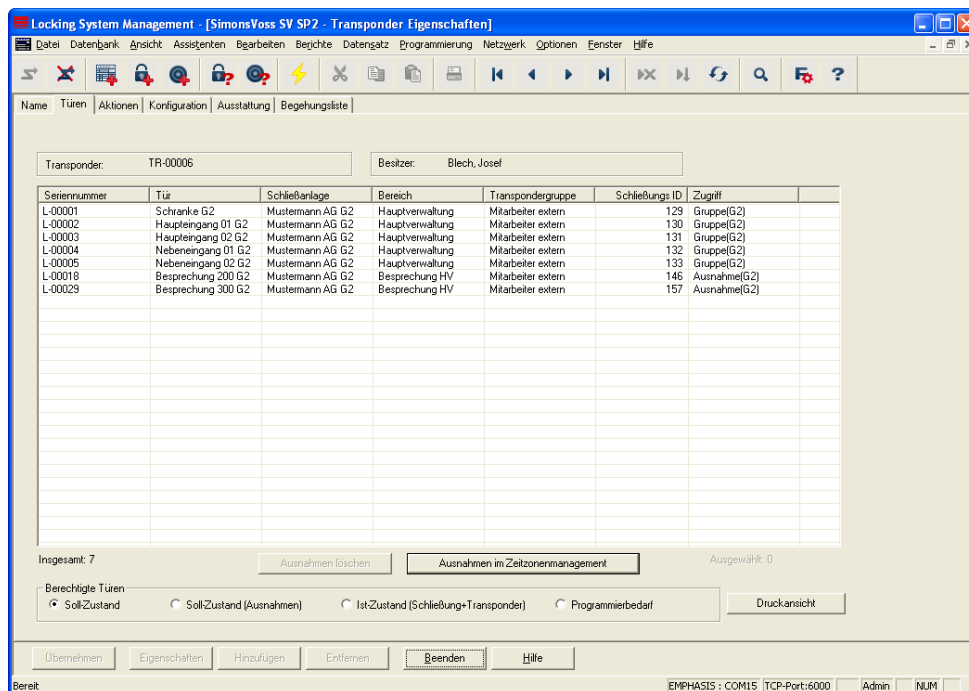 Locking System Management - [SimonsVoss SV SP2 - Transponder Eigenschaften]
Datei Datenbank Ansicht Assistenten Bearbeiten Berichte Datensatz Programmierung Netzwerk Optionen Fenster Hilfe
Name Türen Aktionen Konfiguration Ausstattung Begehungsliste
Transponder: TR-00006 Besitzer: Blech, Josef
Seriennummer Tür Schließanlage Bereich Transpondergruppe Schließungs ID Zugriff
L-00001 Schranke G2 Mustermann AG G2 Hauptverwaltung Mitarbeiter extern 129 Gruppe(G2)
L-00002 Haupteingang 01 G2 Mustermann AG G2 Hauptverwaltung Mitarbeiter extern 130 Gruppe(G2)
L-00003 Haupteingang 02 G2 Mustermann AG G2 Hauptverwaltung Mitarbeiter extern 131 Gruppe(G2)
L-00004 Nebeneingang 01 G2 Mustermann AG G2 Hauptverwaltung Mitarbeiter extern 132 Gruppe(G2)
L-00005 Nebeneingang 02 G2 Mustermann AG G2 Hauptverwaltung Mitarbeiter extern 133 Gruppe(G2)
L-00018 Besprechung 200 G2 Mustermann AG G2 Besprechung HV Mitarbeiter extern 146 Ausnahme(G2)
L-00029 Besprechung 300 G2 Mustermann AG G2 Besprechung HV Mitarbeiter extern 157 Ausnahme(G2)
Insgesamt: 7 Ausnahmen löschen Ausnahmen im Zeitzonenmanagement Ausgewählt: 0
Berechtigte Türen
Soll-Zustand Soll-Zustand (Ausnahmen) Ist-Zustand (Schließung+Transponder) Programmierbedarf Druckansicht
Übernehmen Eigenschaften Hinzufügen Entfernen Beenden Hilfe
Bereit EMPHASIS : COM15 TCP-Port:6000 Admin NUM